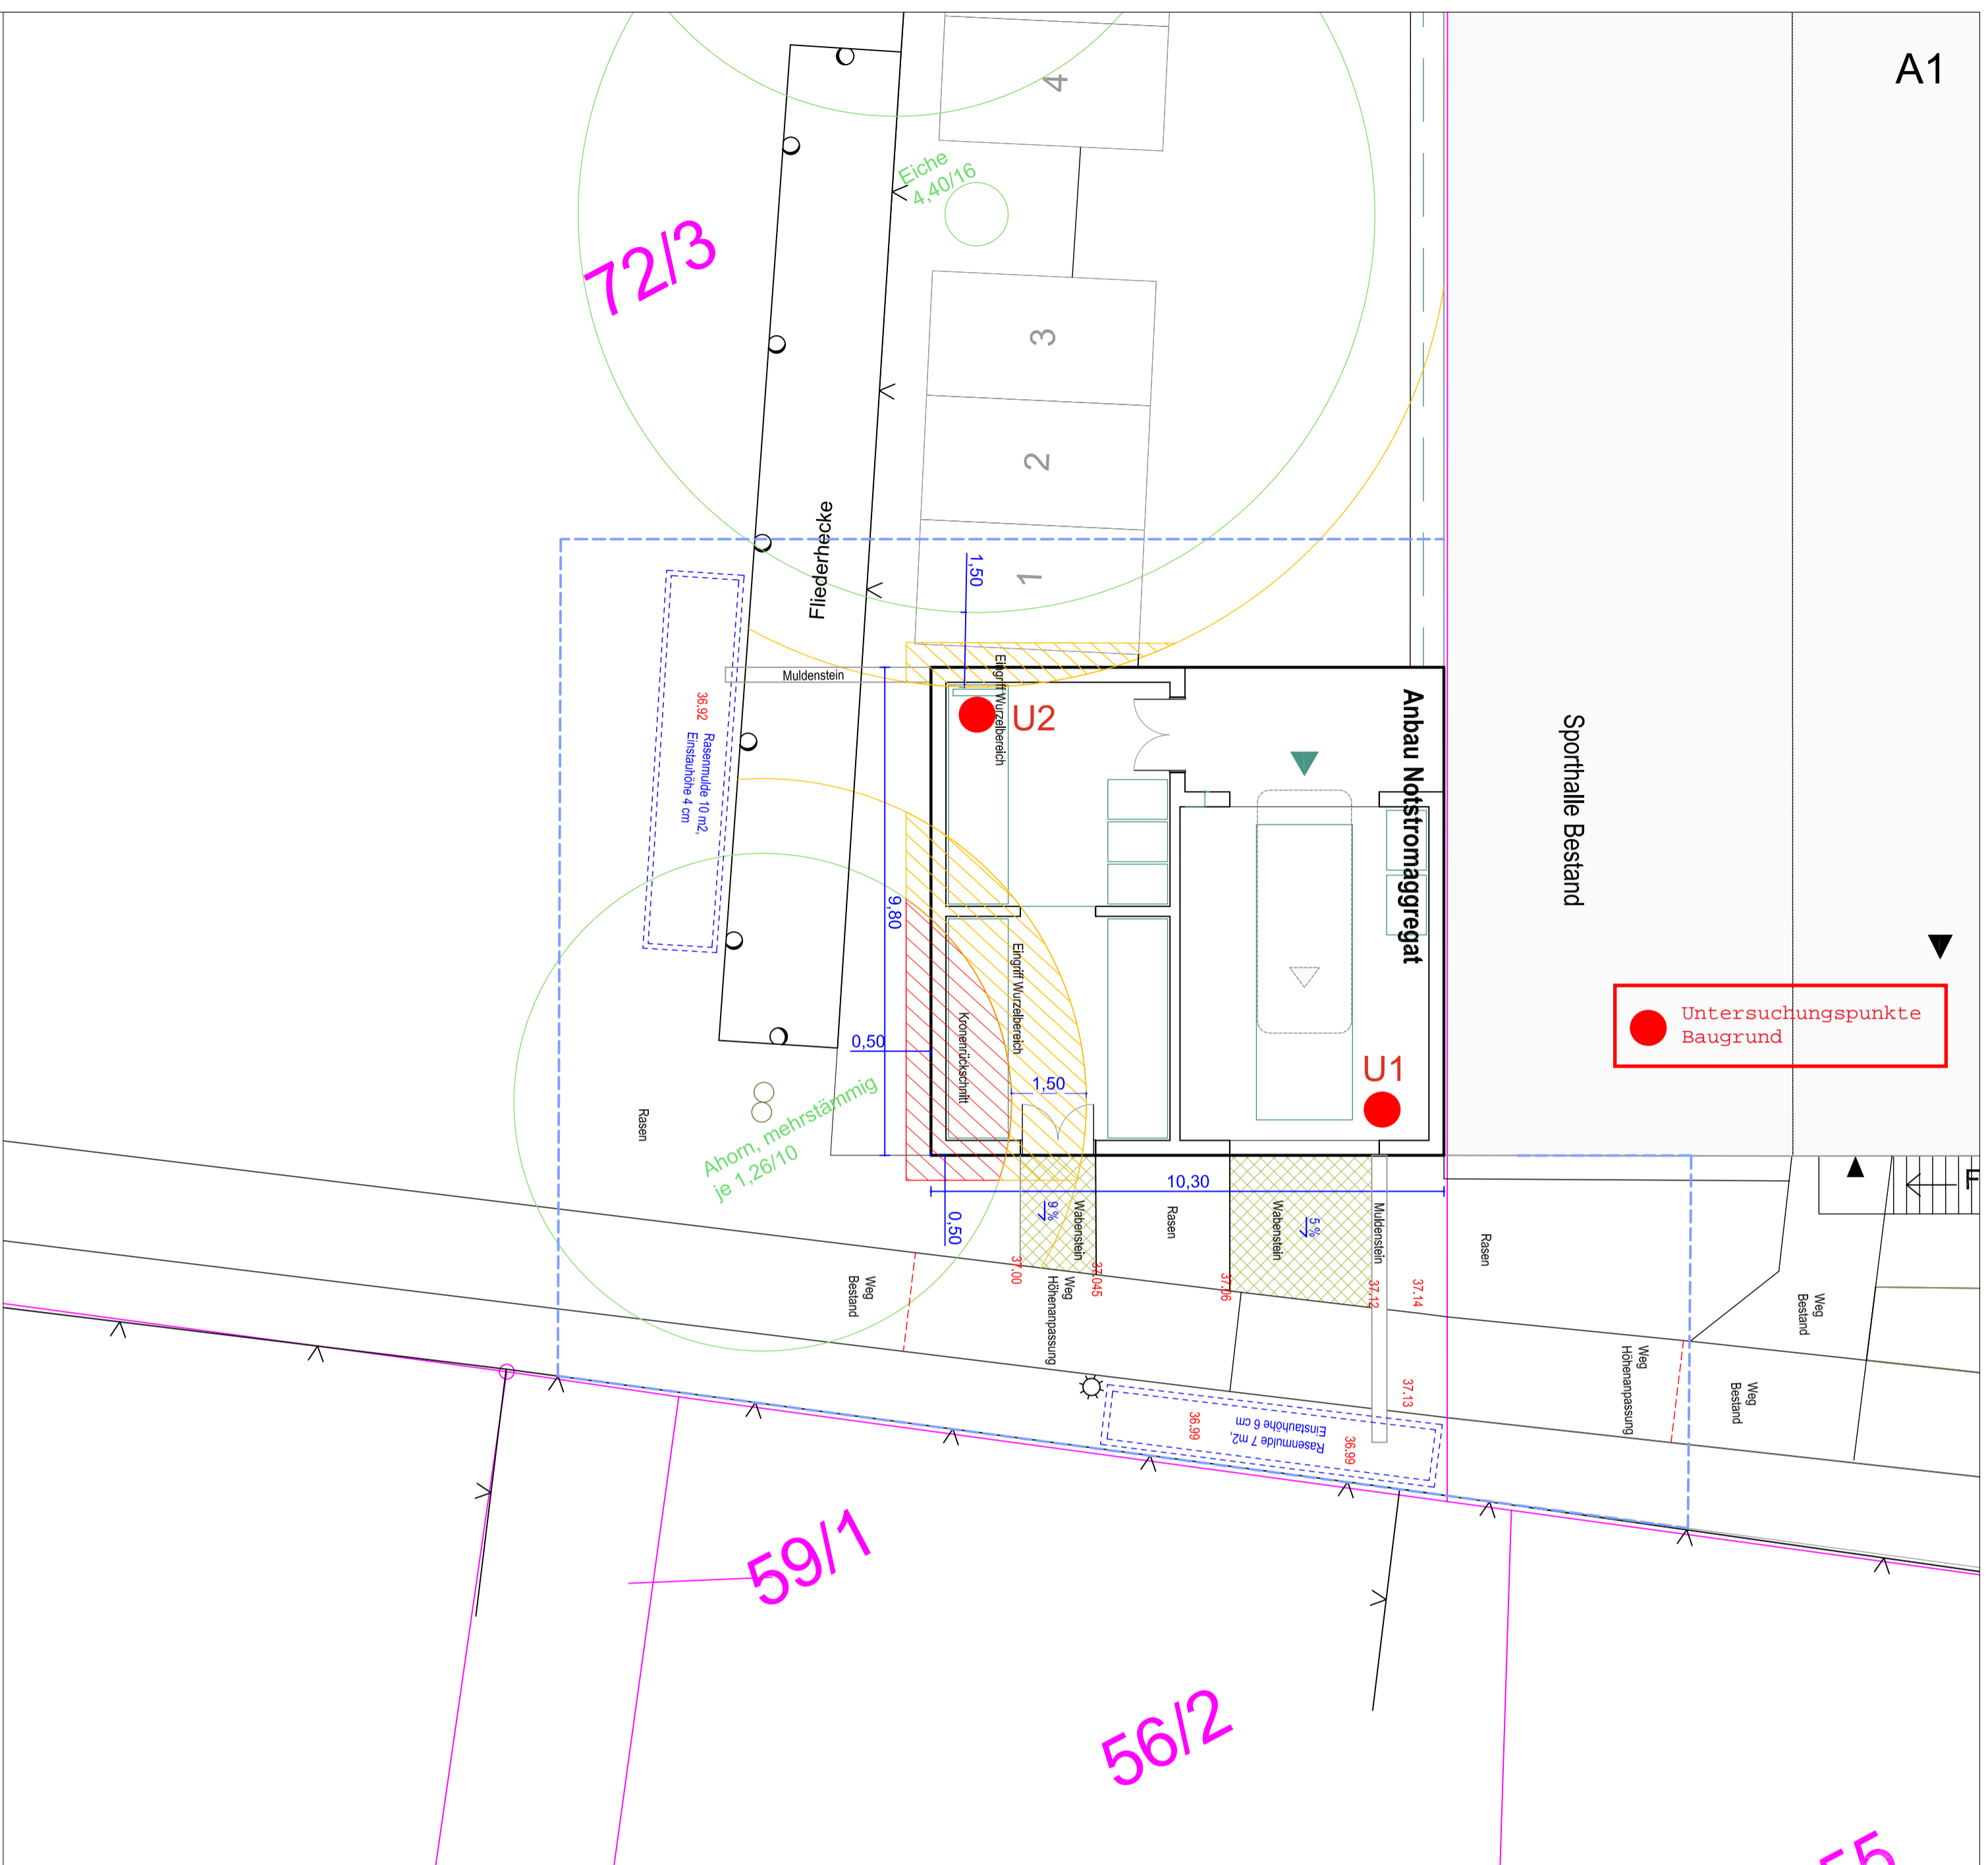 A1
4
Eiche
4,40/16
72/3
3
2
1
1,50
Fliederhecke
Muldenstein
36.92
Rasenmulde 10 m2,
Einstauhöhe 4 cm
Eingriff Wurzelbereich
U2
Anbau Notstromaggregat
Sporthalle Bestand
9,80
Eingriff Wurzelbereich
Kronenrückschnitt
Untersuchungspunkte
Baugrund
0,50
1,50
U1
Ahorn, mehrstämmig
je 1,26/10
Rasen
10,30
0,50
9 %
Wabenstein
Rasen
Wabenstein
5 %
Muldenstein
Rasen
37.00
37.045
37.06
37.12
37.14
Weg
Bestand
Weg
Höhenanpassung
Weg
Bestand
Weg
Höhenanpassung
Weg
Bestand
37.13
36.99
Rasenmulde 7 m2,
Einstauhöhe 6 cm
36.99
59/1
56/2